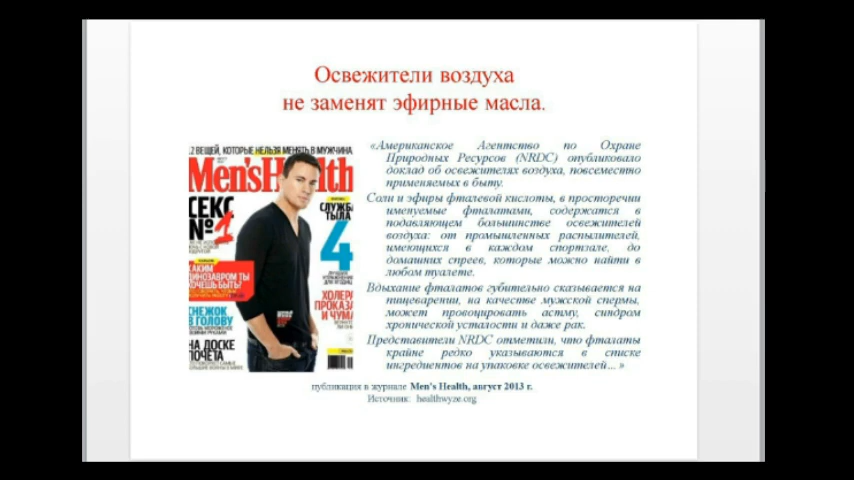 Освежители воздуха
не заменят эфирные масла.
2 ВЕЩЕЙ, КОТОРЫЕ НЕЛЬЗЯ МЕНЯТЬ В МУЖЧИНА
Men'sHealth
СЕКС
№1
СЛУЖБА
ТЫЛА
4
КАКИМ
ДИНОЗАВРОМ ТЫ
ХОЧЕШЬ БЫТЬ?
ХОЛЕРА
ПРОКАЗА
И ЧУМА
СНЕЖОК
В ГОЛОВУ
НА ДОСКЕ
ПОЧЕТА
«Американское Агентство по Охране
Природных Ресурсов (NRDC) опубликовало
доклад об освежителях воздуха, повсеместно
применяемых в быту.
Соли и эфиры фталевой кислоты, в просторечии
именуемые фталатами, содержатся в
подавляющем большинстве освежителей
воздуха: от промышленных распылителей,
имеющихся в каждом спортзале, до
домашних спреев, которые можно найти в
любом туалете.
Вдыхание фталатов губительно сказывается на
пищеварении, на качестве мужской спермы,
может провоцировать астму, синдром
хронической усталости и даже рак.
Представители NRDC отметили, что фталаты
крайне редко указываются в списке
ингредиентов на упаковке освежителей... »
публикация в журнале Men's Health, август 2013 г.
Источник: healthwyze.org